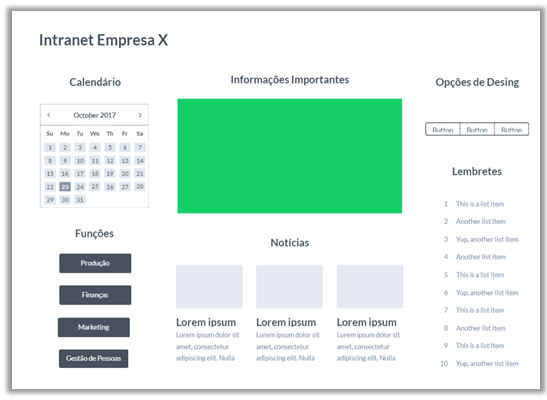 Intranet Empresa X
Calendário
‹ October 2017 ›
Su Mo Tu We Th Fr Sa
1 2 3 4 5 6 7
8 9 10 11 12 13 14
15 16 17 18 19 20 21
22 23 24 25 26 27 28
29 30 31
Funções
Produção
Finanças
Marketing
Gestão de Pessoas
Informações Importantes
Notícias
Lorem ipsum
Lorem dolor sit
amet, consectetur
adipiscing elit. Nulla
Lorem ipsum
Lorem ipsum dolor sit
amet, consectetur
adipiscing elit. Nulla
Lorem ipsum
Lorem ipsum dolor sit
amet, consectetur
adipiscing elit. Nulla
Opções de Desing
Button Button Button
Lembretes
1 This is a list item
2 Another list item
3 Yup, another list item
4 Another list item
5 This is a list item
6 Yup, another list item
7 This is a list item
8 Another list item
9 This is a list item
10 Yup, another list item